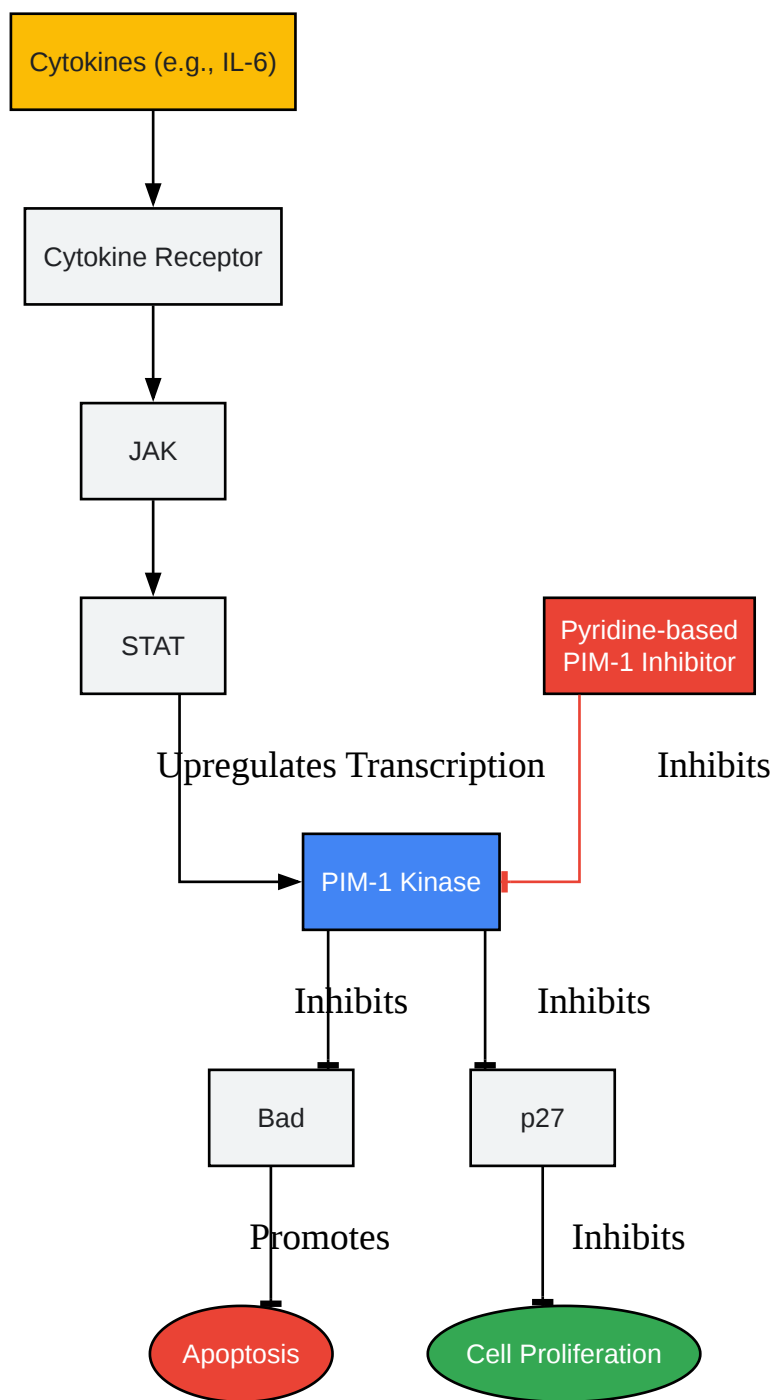 Cytokines (e.g., IL-6)
Cytokine Receptor
JAK
STAT
Pyridine-based
PIM-1 Inhibitor
Upregulates Transcription
Inhibits
PIM-1 Kinase
Inhibits
Inhibits
Bad
p27
Promotes
Inhibits
Apoptosis
Cell Proliferation